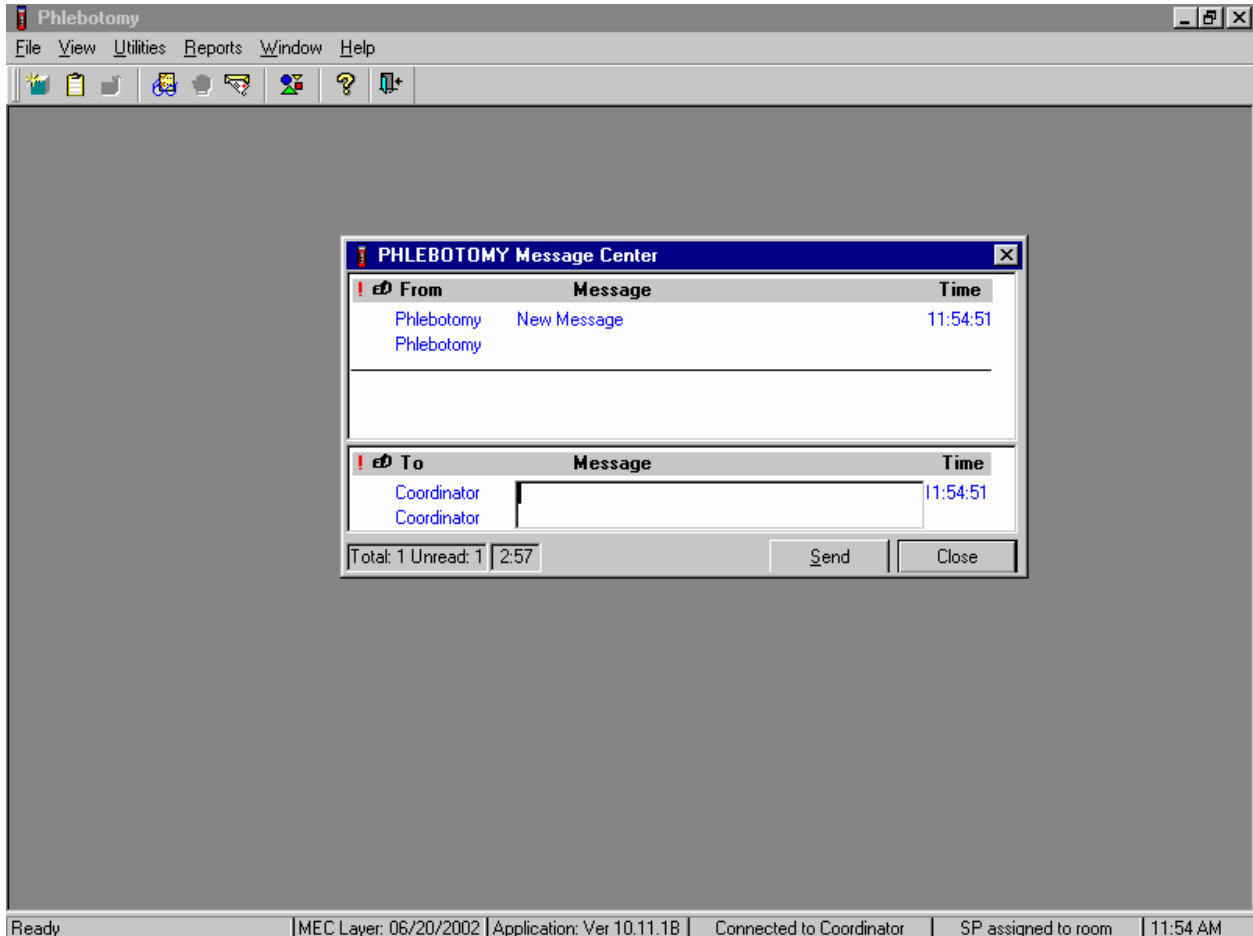 Phlebotomy
File View Utilities Reports Window Help
PHLEBOTOMY Message Center
! From Message Time
Phlebotomy New Message 11:54:51
Phlebotomy
! To Message Time
Coordinator 11:54:51
Coordinator
Total: 1 Unread: 1 2:57 Send Close
Ready MEC Layer: 06/20/2002 Application: Ver 10.11.1B Connected to Coordinator SP assigned to room 11:54 AM